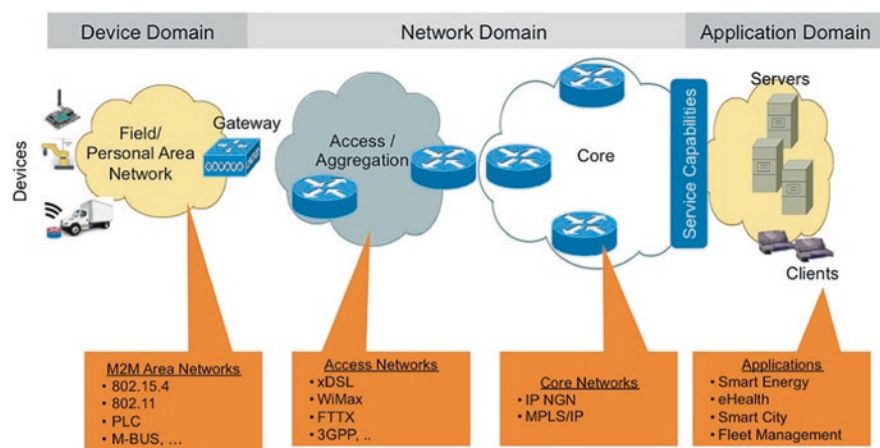 Device Domain
Network Domain
Application Domain
Devices
Field/
Personal Area
Network
Gateway
Access /
Aggregation
Core
Service Capabilities
Servers
Clients
M2M Area Networks
• 802.15.4
• 802.11
• PLC
• M-BUS, …
Access Networks
• xDSL
• WiMax
• FTTX
• 3GPP, ..
Core Networks
• IP NGN
• MPLS/IP
Applications
• Smart Energy
• eHealth
• Smart City
• Fleet Management